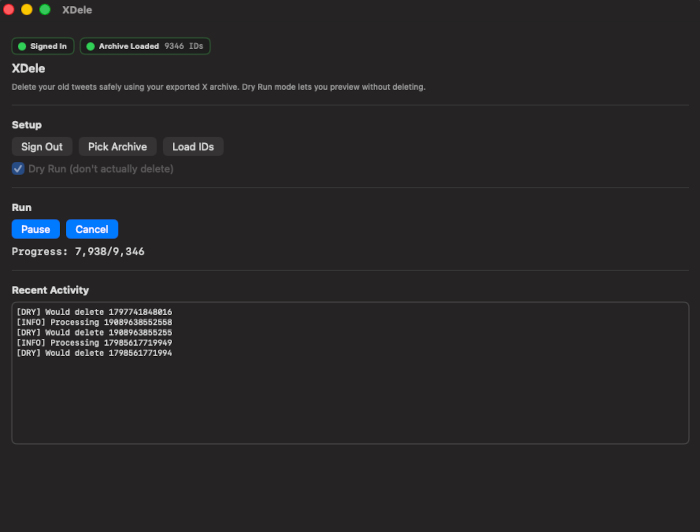 XDele
Signed In Archive Loaded 9346 IDs
XDele
Delete your old tweets safely using your exported X archive. Dry Run mode lets you preview without deleting.
Setup
Sign Out Pick Archive Load IDs
Dry Run (don't actually delete)
Run
Pause Cancel
Progress: 7,938/9,346
Recent Activity
[DRY] Would delete 1797741848016
[INFO] Processing 19089638552558
[DRY] Would delete 1908963855255
[INFO] Processing 17985617719949
[DRY] Would delete 1798561771994